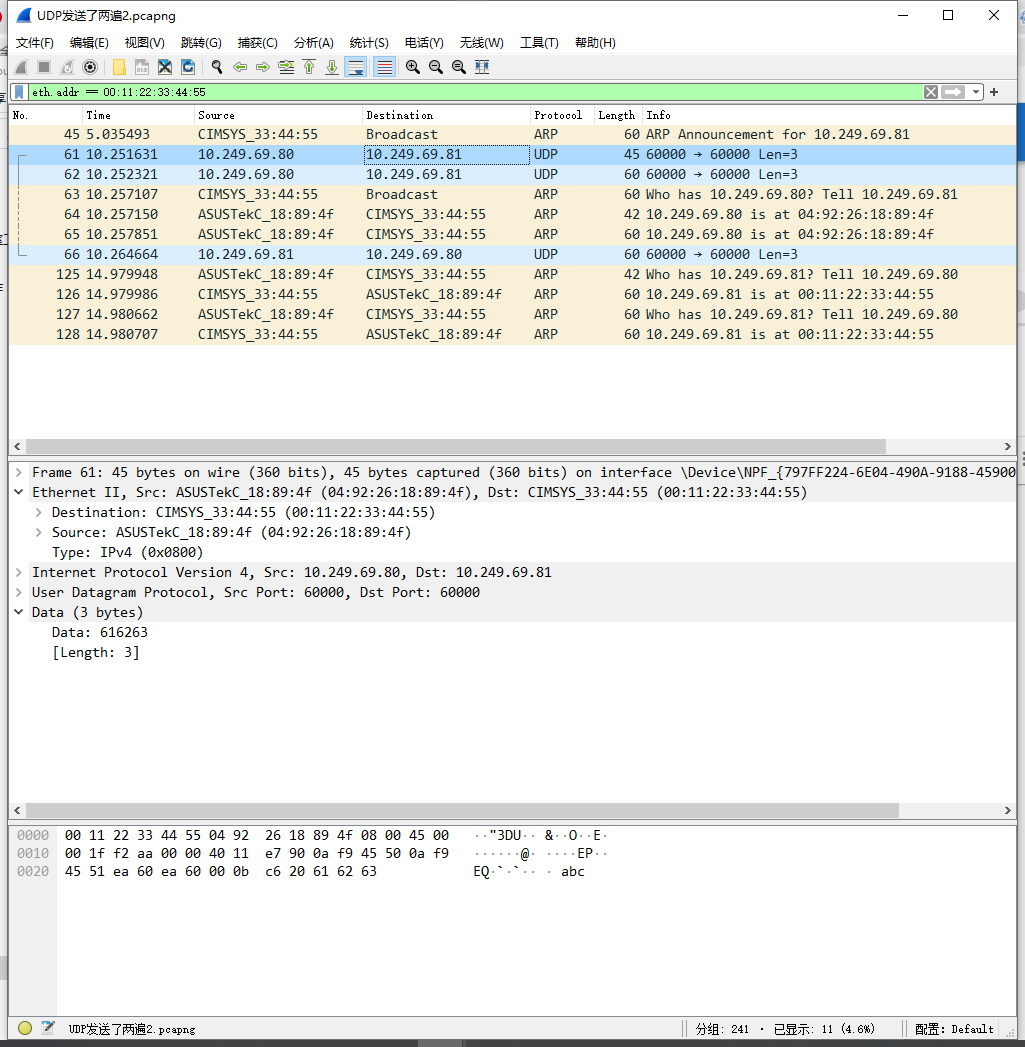 UDP发送了两遍2.pcapng
文件(F) 编辑(E) 视图(V) 跳转(G) 捕获(C) 分析(A) 统计(S) 电话(Y) 无线(W) 工具(T) 帮助(H)
eth.addr == 00:11:22:33:44:55
No. Time Source Destination Protocol Length Info
45 5.035493 CIMSYS_33:44:55 Broadcast ARP 60 ARP Announcement for 10.249.69.81
61 10.251631 10.249.69.80 10.249.69.81 UDP 45 60000 → 60000 Len=3
62 10.252321 10.249.69.80 10.249.69.81 UDP 60 60000 → 60000 Len=3
63 10.257107 CIMSYS_33:44:55 Broadcast ARP 60 Who has 10.249.69.80? Tell 10.249.69.81
64 10.257150 ASUSTekC_18:89:4f CIMSYS_33:44:55 ARP 42 10.249.69.80 is at 04:92:26:18:89:4f
65 10.257851 ASUSTekC_18:89:4f CIMSYS_33:44:55 ARP 60 10.249.69.80 is at 04:92:26:18:89:4f
66 10.264664 10.249.69.81 10.249.69.80 UDP 60 60000 → 60000 Len=3
125 14.979948 ASUSTekC_18:89:4f CIMSYS_33:44:55 ARP 42 Who has 10.249.69.81? Tell 10.249.69.80
126 14.979986 CIMSYS_33:44:55 ASUSTekC_18:89:4f ARP 60 10.249.69.81 is at 00:11:22:33:44:55
127 14.980662 ASUSTekC_18:89:4f CIMSYS_33:44:55 ARP 60 Who has 10.249.69.81? Tell 10.249.69.80
128 14.980707 CIMSYS_33:44:55 ASUSTekC_18:89:4f ARP 60 10.249.69.81 is at 00:11:22:33:44:55
Frame 61: 45 bytes on wire (360 bits), 45 bytes captured (360 bits) on interface \Device\NPF_{797FF224-6E04-490A-9188-45900
Ethernet II, Src: ASUSTekC_18:89:4f (04:92:26:18:89:4f), Dst: CIMSYS_33:44:55 (00:11:22:33:44:55)
Destination: CIMSYS_33:44:55 (00:11:22:33:44:55)
Source: ASUSTekC_18:89:4f (04:92:26:18:89:4f)
Type: IPv4 (0x0800)
Internet Protocol Version 4, Src: 10.249.69.80, Dst: 10.249.69.81
User Datagram Protocol, Src Port: 60000, Dst Port: 60000
Data (3 bytes)
Data: 616263
[Length: 3]
0000 00 11 22 33 44 55 04 92 26 18 89 4f 08 00 45 00 ··"3DU·· &··O··E·
0010 00 1f f2 aa 00 00 40 11 e7 90 0a f9 45 50 0a f9 ······@· ····EP··
0020 45 51 ea 60 ea 60 00 0b c6 20 61 62 63 EQ·`·`·· · abc
UDP发送了两遍2.pcapng 分组: 241 · 已显示: 11 (4.6%) 配置: Default